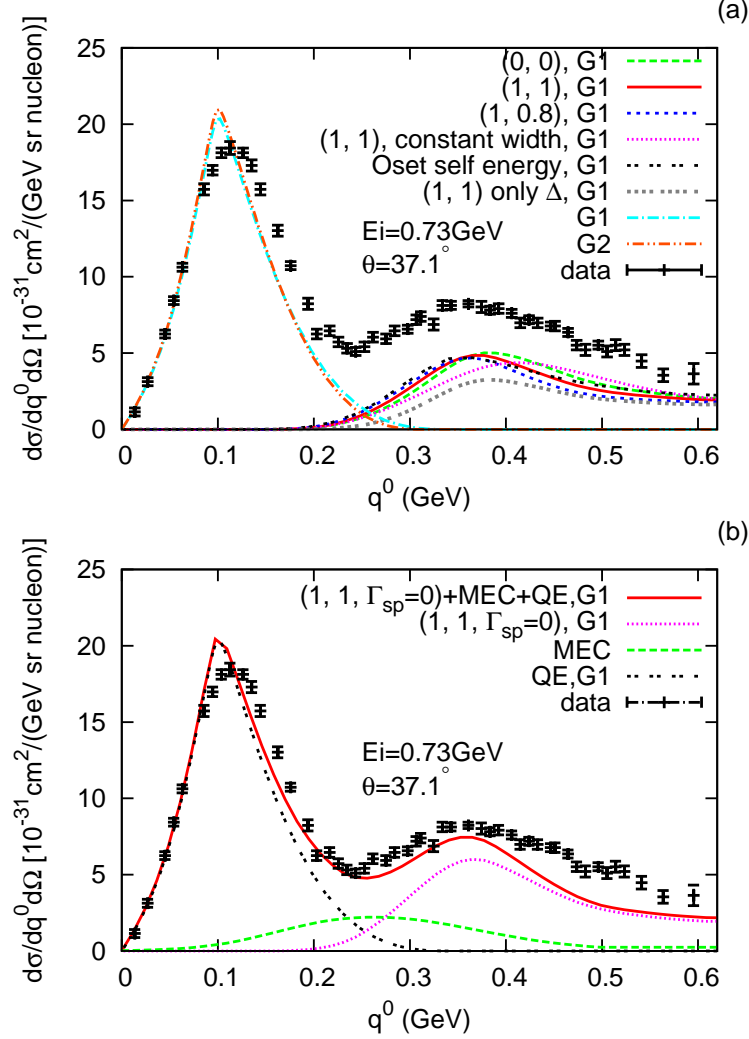 (a)
dσ/dq⁰dΩ [10⁻³¹cm²/(GeV sr nucleon)]
25
20
15
10
5
0
(0, 0), G1
(1, 1), G1
(1, 0.8), G1
(1, 1), constant width, G1
Oset self energy, G1
(1, 1) only Δ, G1
G1
G2
data
Ei=0.73GeV
θ=37.1°
0 0.1 0.2 0.3 0.4 0.5 0.6
q⁰ (GeV)
(b)
dσ/dq⁰dΩ [10⁻³¹cm²/(GeV sr nucleon)]
25
20
15
10
5
0
(1, 1, Γsp=0)+MEC+QE,G1
(1, 1, Γsp=0), G1
MEC
QE,G1
data
Ei=0.73GeV
θ=37.1°
0 0.1 0.2 0.3 0.4 0.5 0.6
q⁰ (GeV)